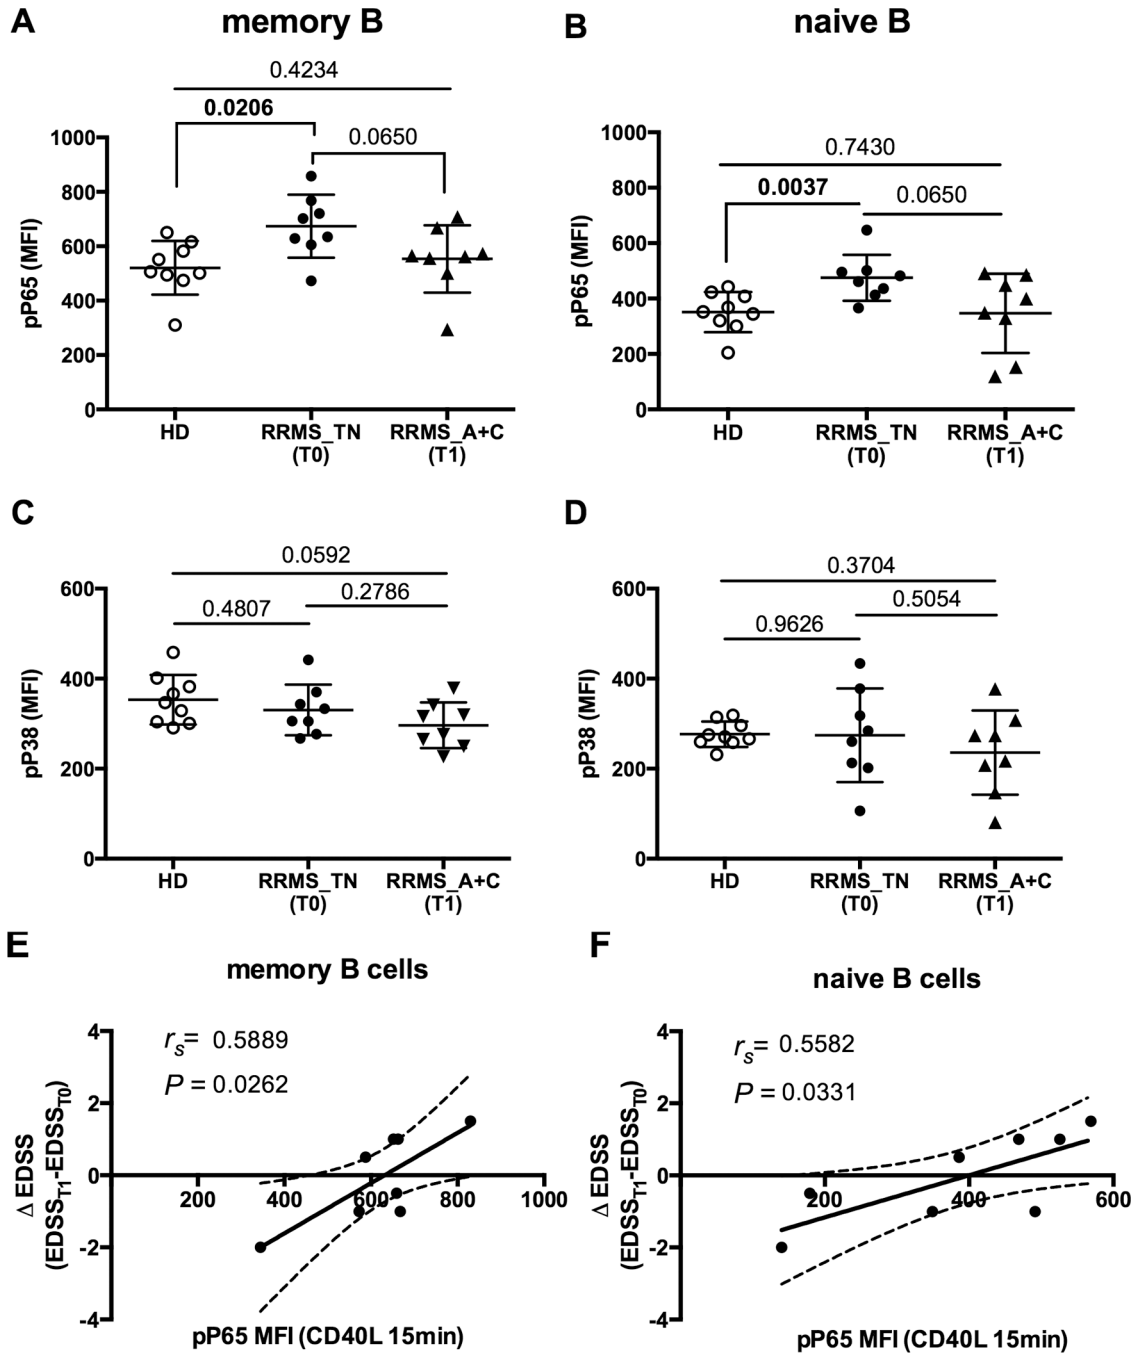 A
memory B
0.4234
0.0206
0.0650
1000
800
600
400
200
0
pP65 (MFI)
HD
RRMS_TN
(T0)
RRMS_A+C
(T1)
B
naive B
0.7430
0.0037
0.0650
1000
800
600
400
200
0
pP65 (MFI)
HD
RRMS_TN
(T0)
RRMS_A+C
(T1)
C
0.0592
0.4807
0.2786
600
400
200
0
pP38 (MFI)
HD
RRMS_TN
(T0)
RRMS_A+C
(T1)
D
0.3704
0.9626
0.5054
600
400
200
0
pP38 (MFI)
HD
RRMS_TN
(T0)
RRMS_A+C
(T1)
E
memory B cells
rs= 0.5889
P = 0.0262
4
2
0
-2
-4
200
400
600
800
1000
Δ EDSS
(EDSST1-EDSST0)
pP65 MFI (CD40L 15min)
F
naive B cells
rs= 0.5582
P = 0.0331
4
2
0
-2
-4
200
400
600
Δ EDSS
(EDSST1-EDSST0)
pP65 MFI (CD40L 15min)